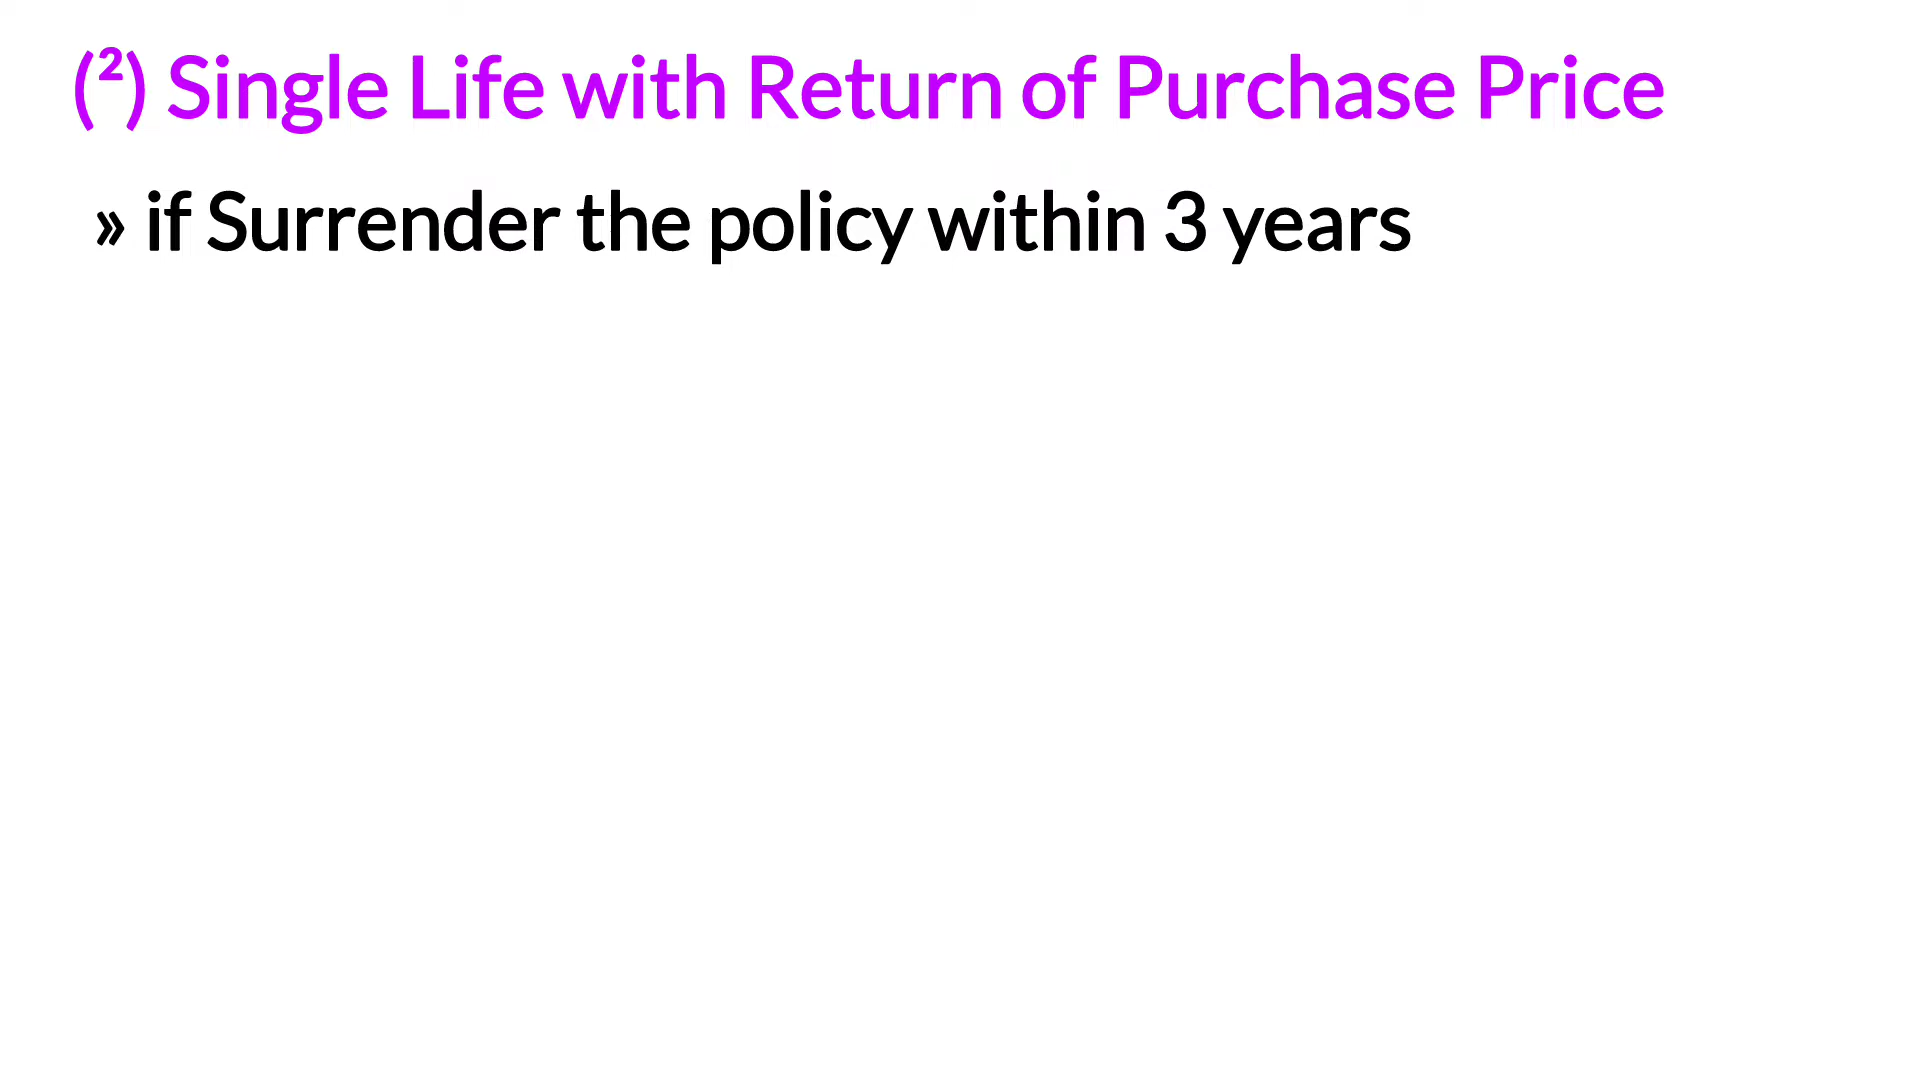 (²) Single Life with Return of Purchase Price
» if Surrender the policy within 3 years